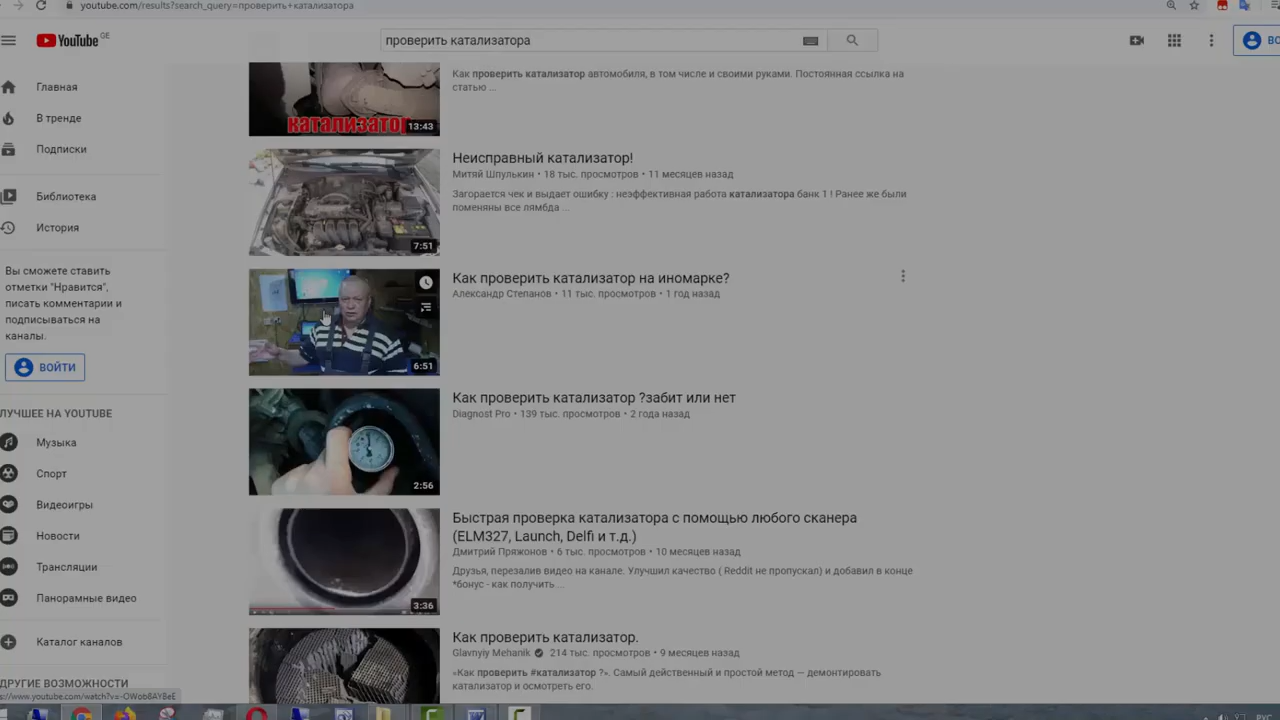 youtube.com/results?search_query=проверить+катализатора
YouTube GE
проверить катализатора
Главная
В тренде
Подписки
Библиотека
История
Вы сможете ставить
отметки "Нравится",
писать комментарии и
подписываться на
каналы.
ВОЙТИ
ЛУЧШЕЕ НА YOUTUBE
Музыка
Спорт
Видеоигры
Новости
Трансляции
Панорамные видео
Каталог каналов
ДРУГИЕ ВОЗМОЖНОСТИ
s://www.youtube.com/watch?v=-OWob8AYBeE
катализатор
13:43
Как проверить катализатор автомобиля, в том числе и своими руками. Постоянная ссылка на
статью ...
7:51
Неисправный катализатор!
Митяй Шпулькин • 18 тыс. просмотров • 11 месяцев назад
Загорается чек и выдает ошибку : неэффективная работа катализатора банк 1 ! Ранее же были
поменяны все лямбда ...
6:51
Как проверить катализатор на иномарке?
Александр Степанов • 11 тыс. просмотров • 1 год назад
2:56
Как проверить катализатор ?забит или нет
Diagnost Pro • 139 тыс. просмотров • 2 года назад
3:36
Быстрая проверка катализатора с помощью любого сканера
(ELM327, Launch, Delfi и т.д.)
Дмитрий Пряжонов • 6 тыс. просмотров • 10 месяцев назад
Друзья, перезалив видео на канале. Улучшил качество ( Reddit не пропускал) и добавил в конце
*бонус - как получить...
Как проверить катализатор.
Glavnyiy Mehanik 214 тыс. просмотров • 9 месяцев назад
«Как проверить #катализатор ?». Самый действенный и простой метод — демонтировать
катализатор и осмотреть его.
ВО
РУС